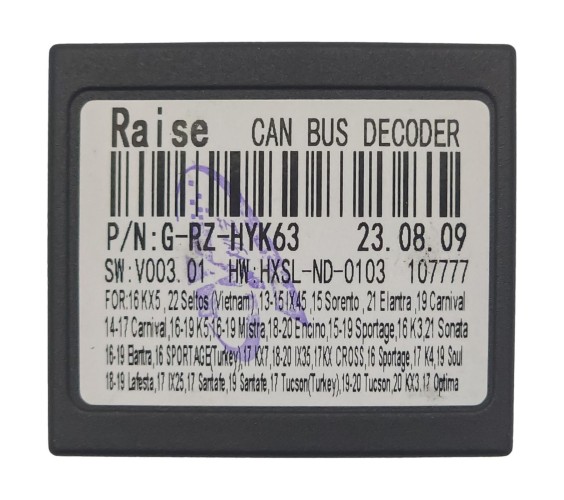 Raise CAN BUS DECODER
P/N:G-RZ-HYK63 23.08.09
SW:V003.01 HW:HXSL-ND-0103 107777
FOR:16 KX5, 22 Seltos (Vietnam),13-15 IX45,15 Sorento, 21 Elantra,19 Carnival
14-17 Carnival,16-19 K5,16-19 Mistra,18-20 Encino,15-19 Sportage,16 K3,21 Sonata
16-19 Elantra,16 SPORTAGE(Turkey),17 KX7,18-20 IX35,17KX CROSS,16 Sportage,17 K4,19 Soul
18-19 Lafesta,17 IX25,17 Santafe,19 Santafe,17 Tucson(Turkey),19-20 Tucson,20 KX3,17 Optima